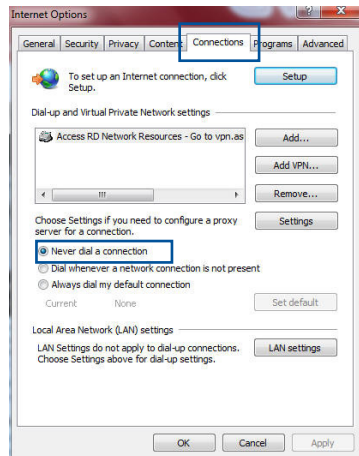 Internet Options
General Security Privacy Content Connections Programs Advanced
To set up an Internet connection, click
Setup.
Setup
Dial-up and Virtual Private Network settings
Access RD Network Resources - Go to vpn.as
Add...
Add VPN...
Remove...
Choose Settings if you need to configure a proxy
server for a connection.
Settings
Never dial a connection
Dial whenever a network connection is not present
Always dial my default connection
Current None
Set default
Local Area Network (LAN) settings
LAN Settings do not apply to dial-up connections.
Choose Settings above for dial-up settings.
LAN settings
OK Cancel Apply